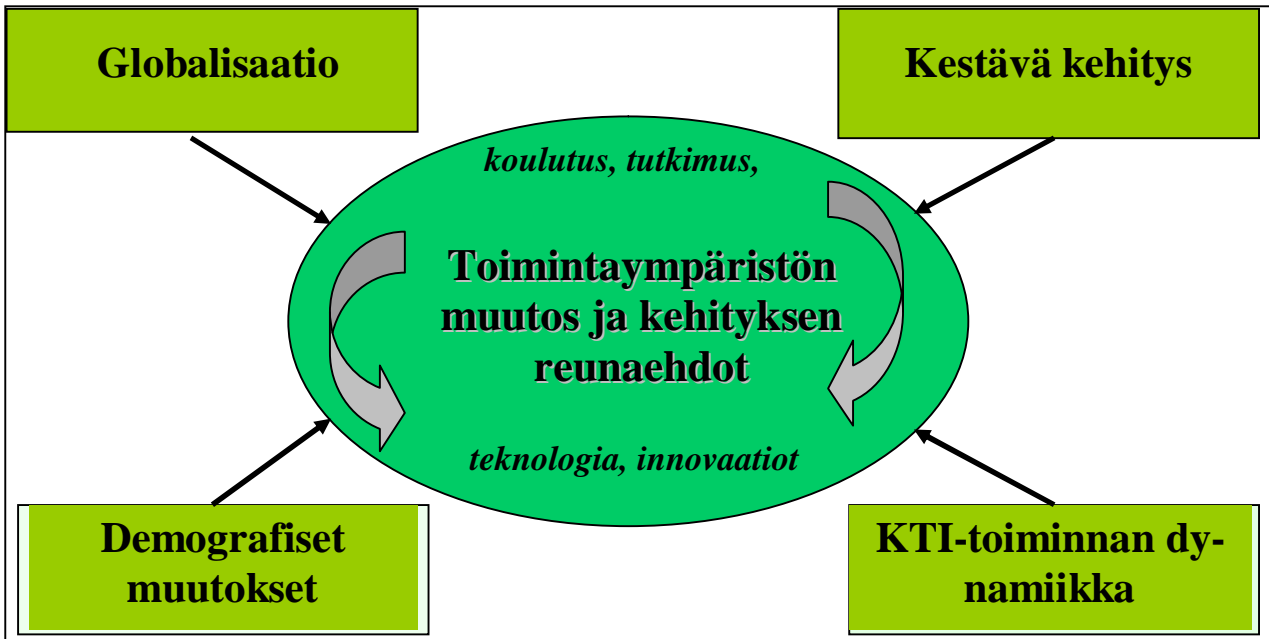 Globalisaatio
Kestävä kehitys
koulutus, tutkimus,
Toimintaympäristön
muutos ja kehityksen
reunaehdot
teknologia, innovaatiot
Demografiset
muutokset
KTI-toiminnan dy-
namiikka